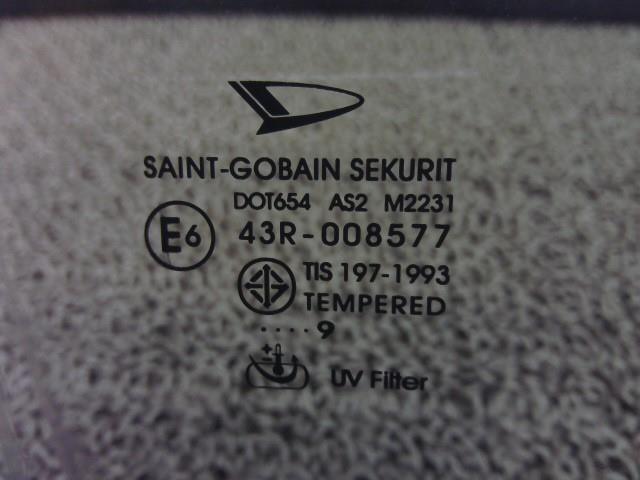 SAINT-GOBAIN SEKURIT
DOT654 AS2 M2231
E6 43R-008577
TIS 197-1993
TEMPERED
....9
UV Filter